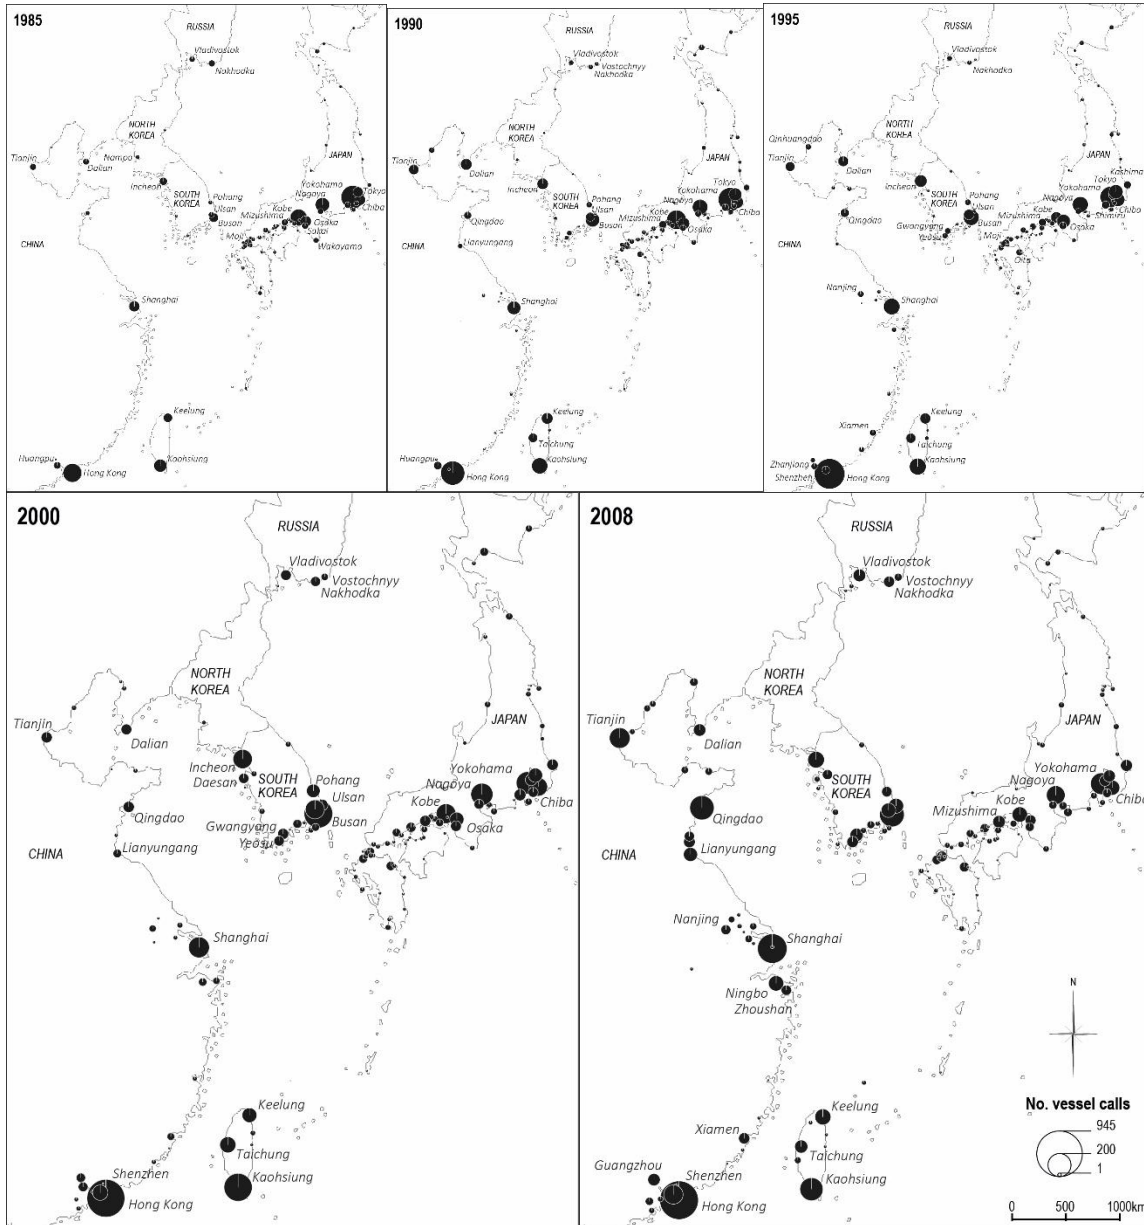 1985
RUSSIA
Vladivostok
Nakhodka
NORTH
KOREA
JAPAN
Tianjin
Dalian
Nampo
Incheon
SOUTH
KOREA
Pohang
Ulsan
Busan
Yokohama
Nagoya
Tokyo
Chiba
Kobe
Mizushima
Osaka
Sakai
Moji
Wakayama
CHINA
Shanghai
Keelung
Huangpu
Hong Kong
Kaohsiung
1990
RUSSIA
Vladivostok
Vostochnyy
Nakhodka
NORTH
KOREA
JAPAN
Tianjin
Dalian
Incheon
SOUTH
KOREA
Pohang
Ulsan
Busan
Tokyo
Yokohama
Nagoya
Chiba
Kobe
Mizushima
Osaka
Qingdao
CHINA
Lianyungang
Shanghai
Keelung
Taichung
Huangpu
Hong Kong
Kaohsiung
1995
RUSSIA
Vladivostok
Nakhodka
NORTH
KOREA
JAPAN
Qinhuangdao
Tianjin
Dalian
Incheon
SOUTH
KOREA
Pohang
Ulsan
Busan
Gwangyang
Yeosu
Kashima
Tokyo
Yokohama
Nagoya
Chiba
Shimizu
Kobe
Mizushima
Osaka
Moji
Oita
Qingdao
CHINA
Nanjing
Shanghai
Xiamen
Keelung
Taichung
Zhanjiang
Shenzhen
Hong Kong
Kaohsiung
2000
RUSSIA
Vladivostok
Vostochnyy
Nakhodka
NORTH
KOREA
JAPAN
Tianjin
Dalian
Incheon
Daesan
SOUTH
KOREA
Pohang
Ulsan
Busan
Gwangyang
Yeosu
Yokohama
Nagoya
Chiba
Kobe
Osaka
Qingdao
CHINA
Lianyungang
Shanghai
Keelung
Taichung
Shenzhen
Hong Kong
Kaohsiung
2008
RUSSIA
Vladivostok
Vostochnyy
Nakhodka
NORTH
KOREA
JAPAN
Tianjin
Dalian
SOUTH
KOREA
Yokohama
Nagoya
Chiba
Kobe
Mizushima
Qingdao
CHINA
Lianyungang
Nanjing
Shanghai
Ningbo
Zhoushan
Xiamen
Keelung
Taichung
Guangzhou
Shenzhen
Hong Kong
Kaohsiung
N
No. vessel calls
945
200
1
0 500 1000km